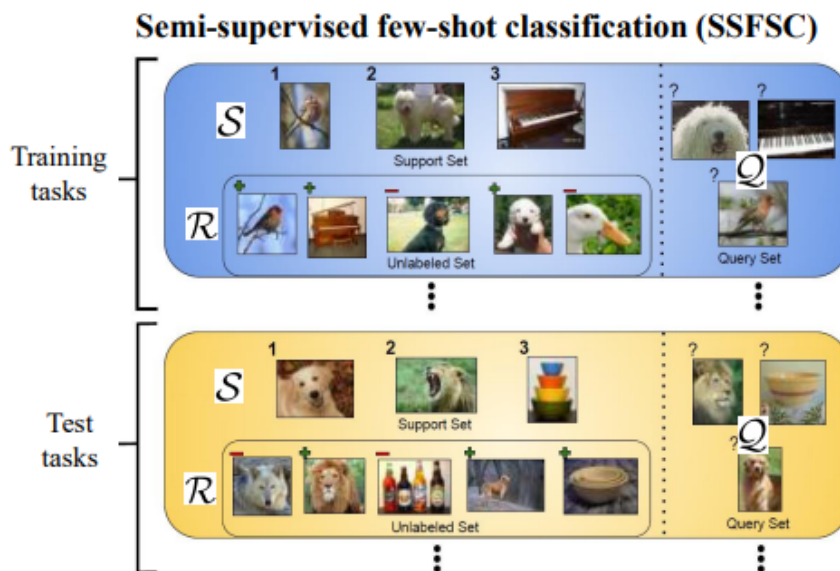 Semi-supervised few-shot classification (SSFSC)
Training
tasks
S
1
2
3
Support Set
R
+
+
−
+
−
Unlabeled Set
?
?
?
Q
Query Set
Test
tasks
S
1
2
3
Support Set
R
−
+
−
+
+
Unlabeled Set
?
?
?
Q
Query Set